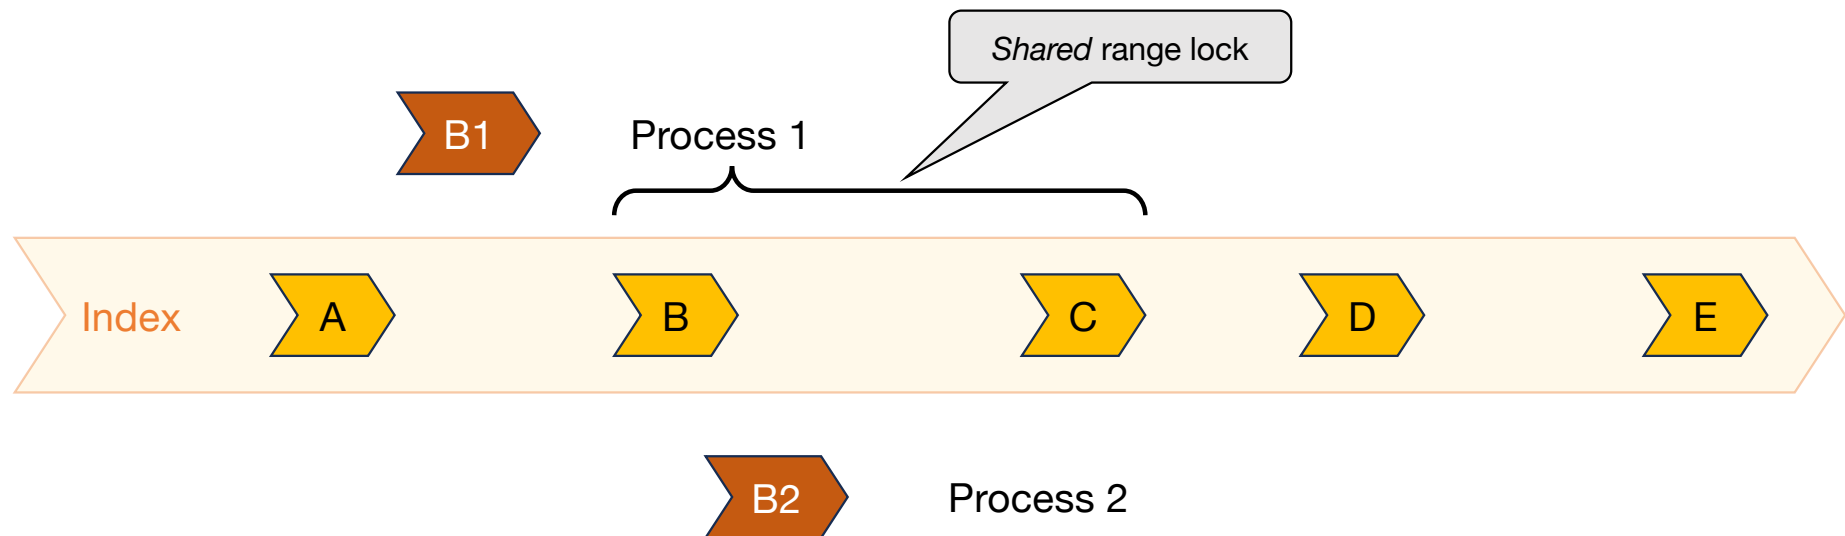 Shared range lock
B1
Process 1
Index
A
B
C
D
E
B2
Process 2